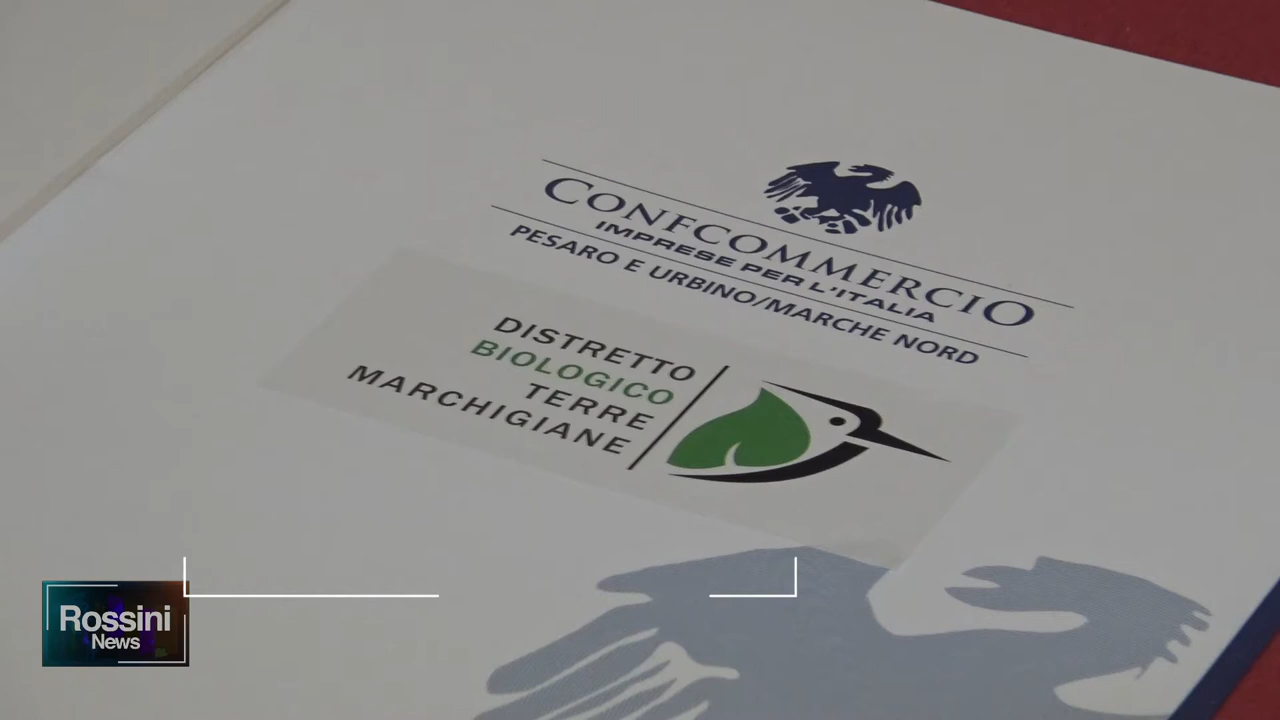 CONFCOMMERCIO
IMPRESE PER L'ITALIA
PESARO E URBINO/MARCHE NORD
DISTRETTO
BIOLOGICO
TERRE
MARCHIGIANE
Rossini
News